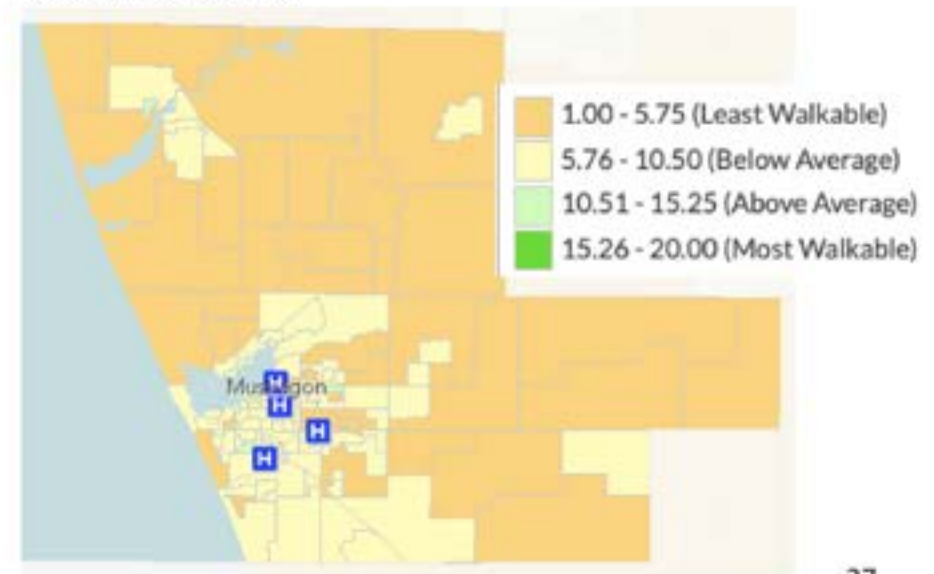 1.00 - 5.75 (Least Walkable)
5.76 - 10.50 (Below Average)
10.51 - 15.25 (Above Average)
15.26 - 20.00 (Most Walkable)
H
Muskegon
H
H
H